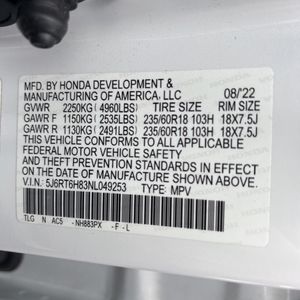 MFD. BY HONDA DEVELOPMENT &
MANUFACTURING OF AMERICA, LLC 08/'22
GVWR 2250KG (4960LBS) TIRE SIZE RIM SIZE
GAWR F 1150KG (2535LBS) 235/60R18 103H 18X7.5J
GAWR R 1130KG (2491LBS) 235/60R18 103H 18X7.5J
THIS VEHICLE CONFORMS TO ALL APPLICABLE
FEDERAL MOTOR VEHICLE SAFETY
AND THEFT PREVENTION STANDARDS IN EFFECT
ON THE DATE OF MANUFACTURE SHOWN ABOVE.
V.I.N.: 5J6RT6H83NL049253 TYPE: MPV
TLG N AC5 -NH883PX -F - L